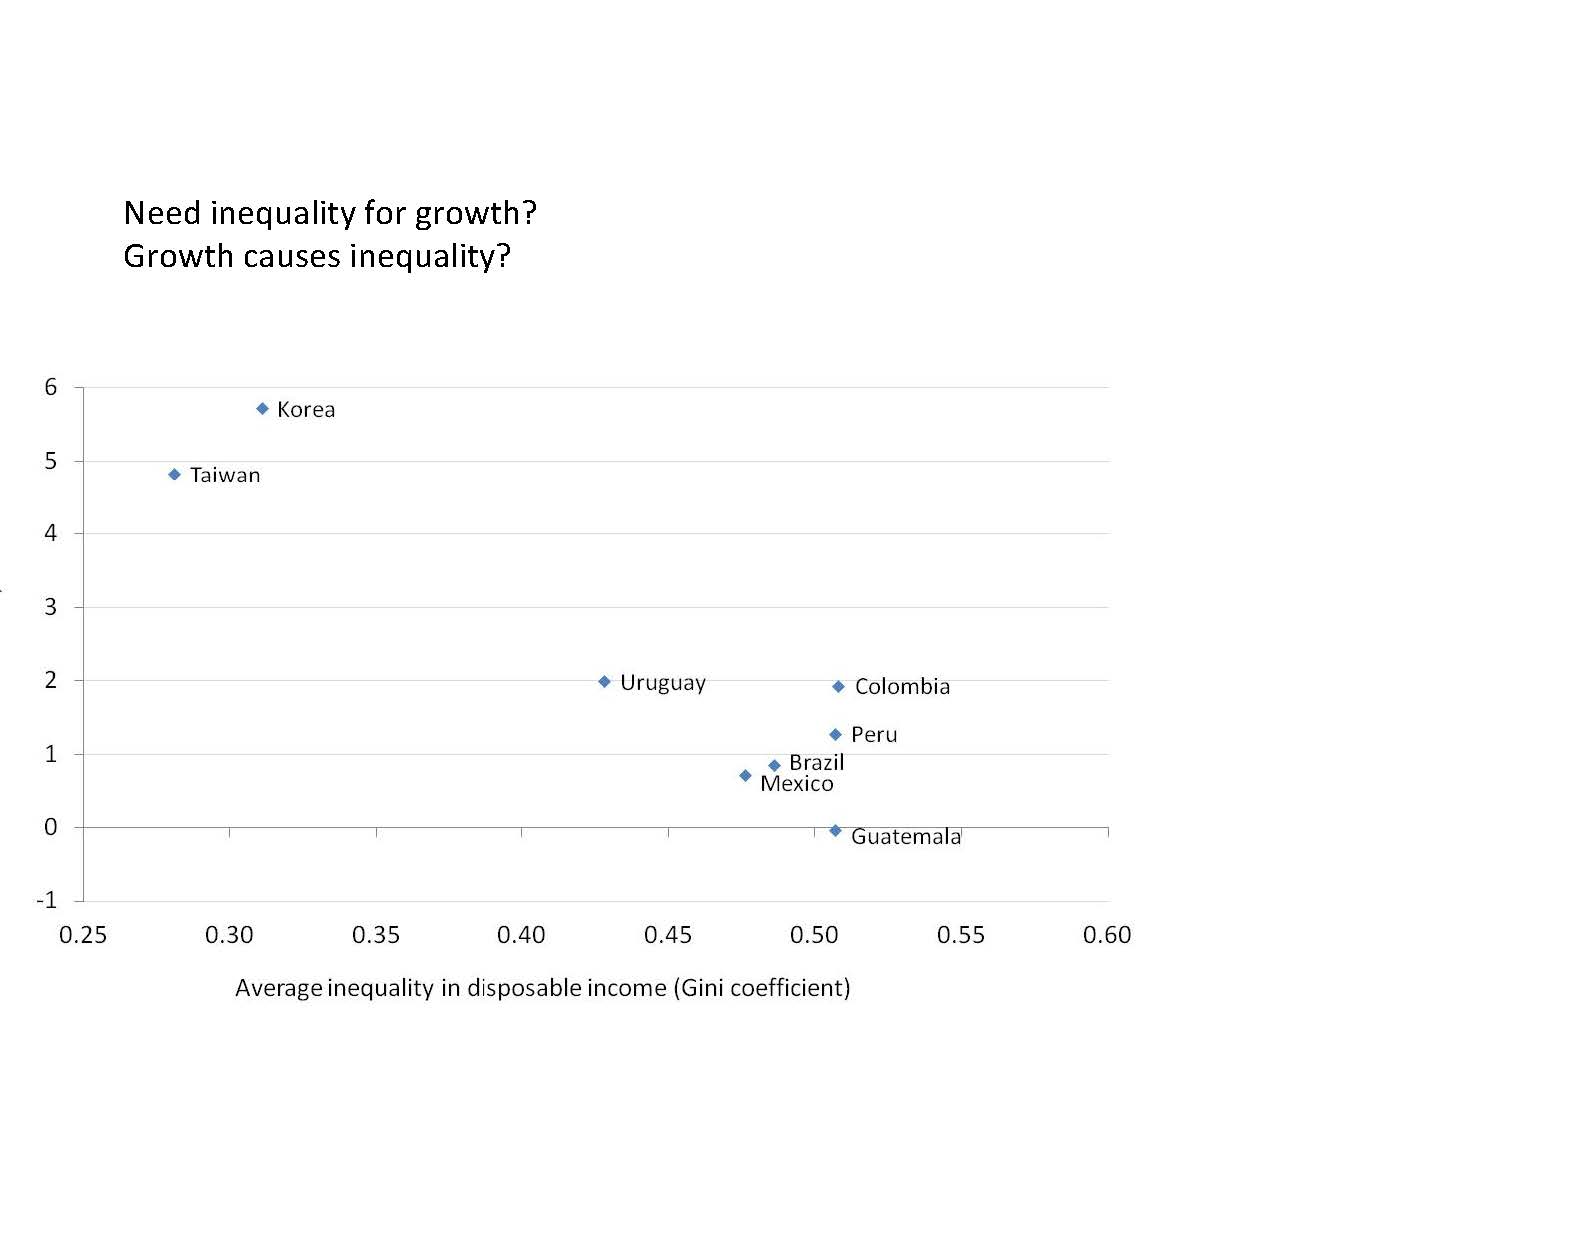 Need inequality for growth?
Growth causes inequality?
6
Korea
5
Taiwan
4
3
2
Uruguay
Colombia
Peru
1
Brazil
Mexico
0
Guatemala
-1
0.25 0.30 0.35 0.40 0.45 0.50 0.55 0.60
Average inequality in disposable income (Gini coefficient)